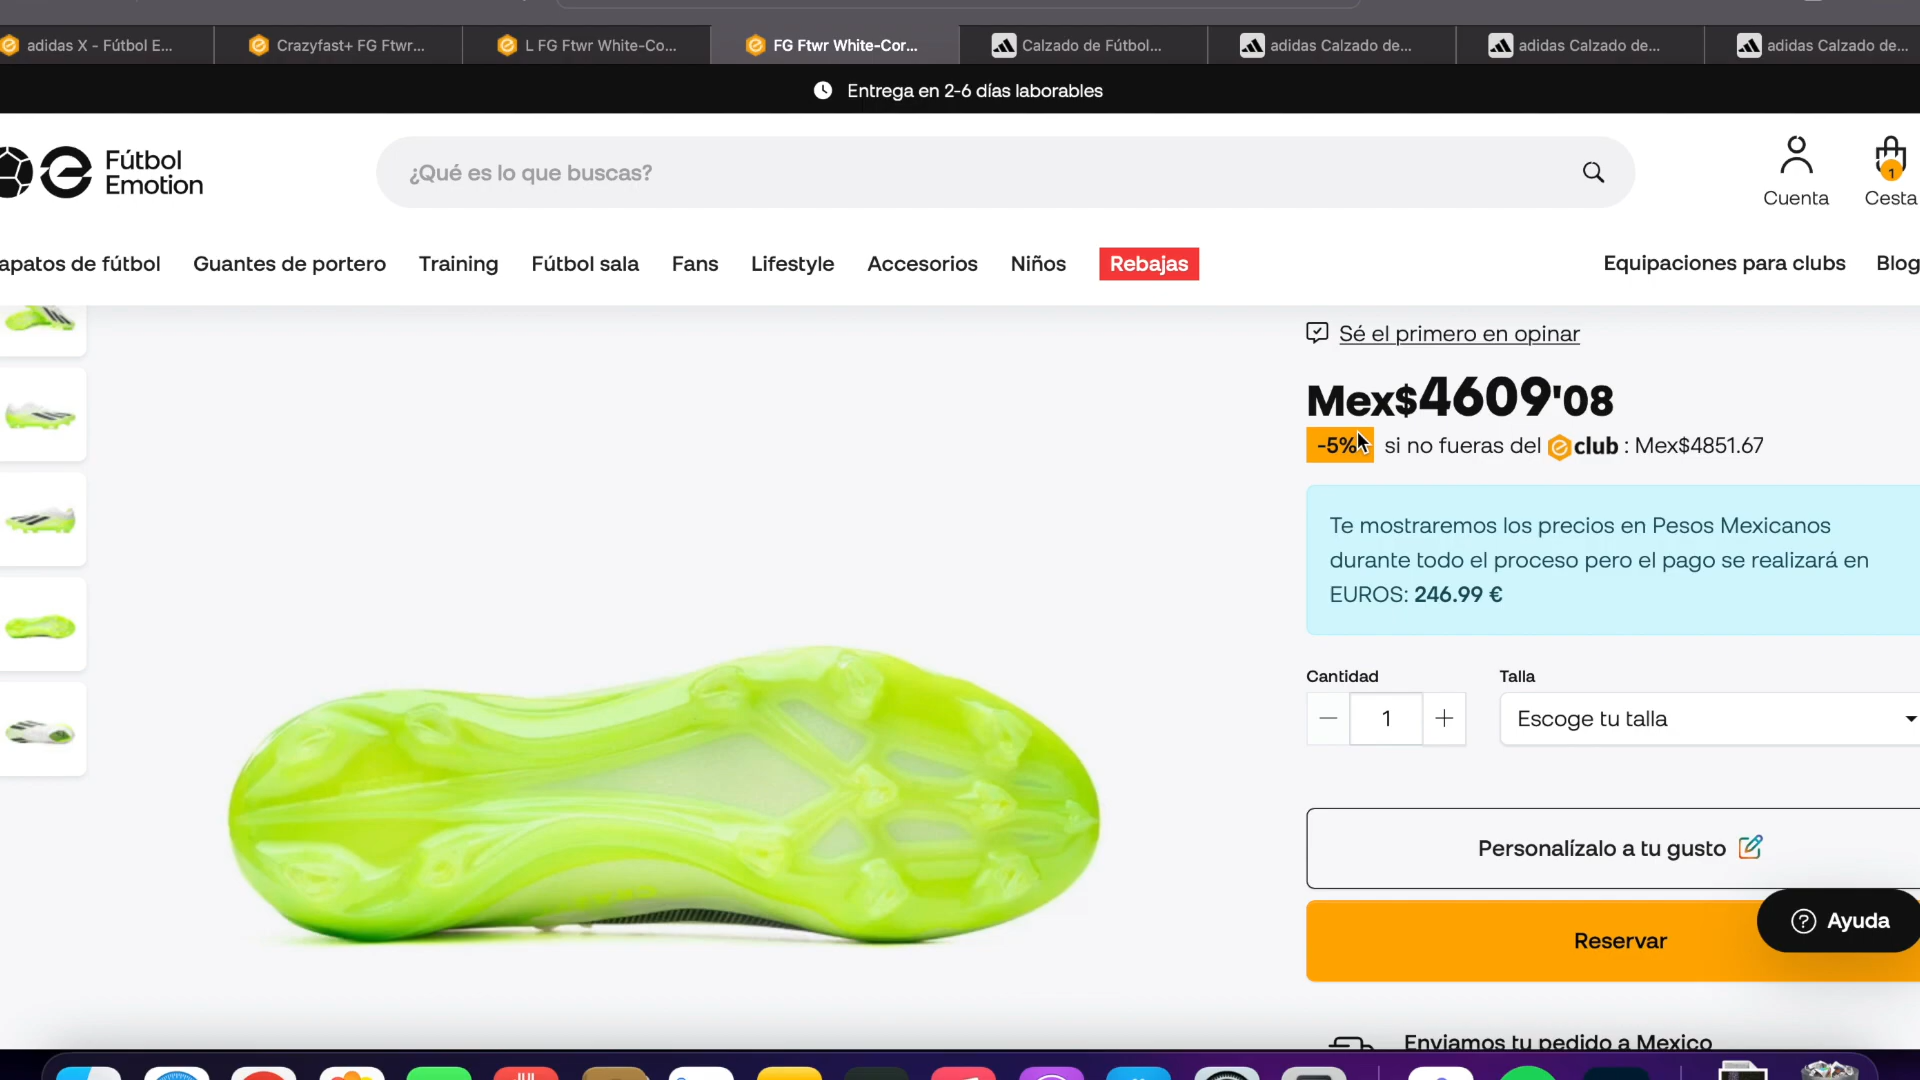 adidas X - Fútbol E...
Crazyfast+ FG Ftwr...
L FG Ftwr White-Co...
FG Ftwr White-Cor...
Calzado de Fútbol...
adidas Calzado de...
adidas Calzado de...
adidas Calzado de...
Entrega en 2-6 días laborables
Fútbol
Emotion
¿Qué es lo que buscas?
Cuenta
1
Cesta
apatos de fútbol
Guantes de portero
Training
Fútbol sala
Fans
Lifestyle
Accesorios
Niños
Rebajas
Equipaciones para clubs
Blog
Sé el primero en opinar
Mex$4609'08
-5% si no fueras del e club : Mex$4851.67
Te mostraremos los precios en Pesos Mexicanos
durante todo el proceso pero el pago se realizará en
EUROS: 246.99 €
Cantidad
Talla
1
Escoge tu talla
Personalízalo a tu gusto
Ayuda
Reservar
Enviamos tu pedido a Mexico